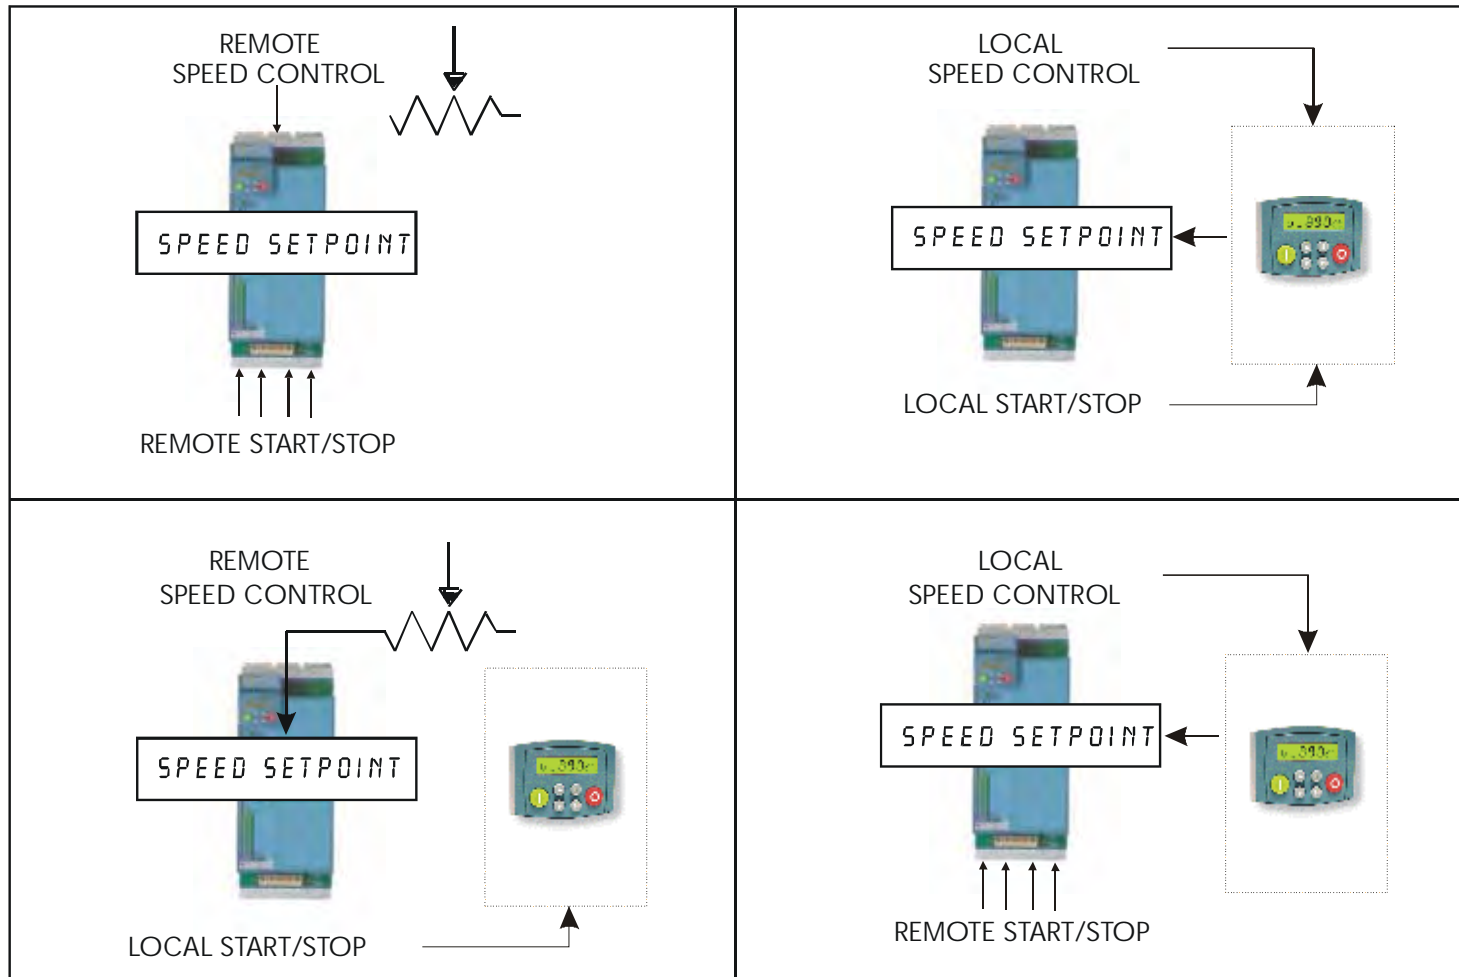 REMOTE
SPEED CONTROL
SPEED SETPOINT
REMOTE START/STOP
LOCAL
SPEED CONTROL
SPEED SETPOINT
LOCAL START/STOP
REMOTE
SPEED CONTROL
SPEED SETPOINT
LOCAL START/STOP
LOCAL
SPEED CONTROL
SPEED SETPOINT
REMOTE START/STOP